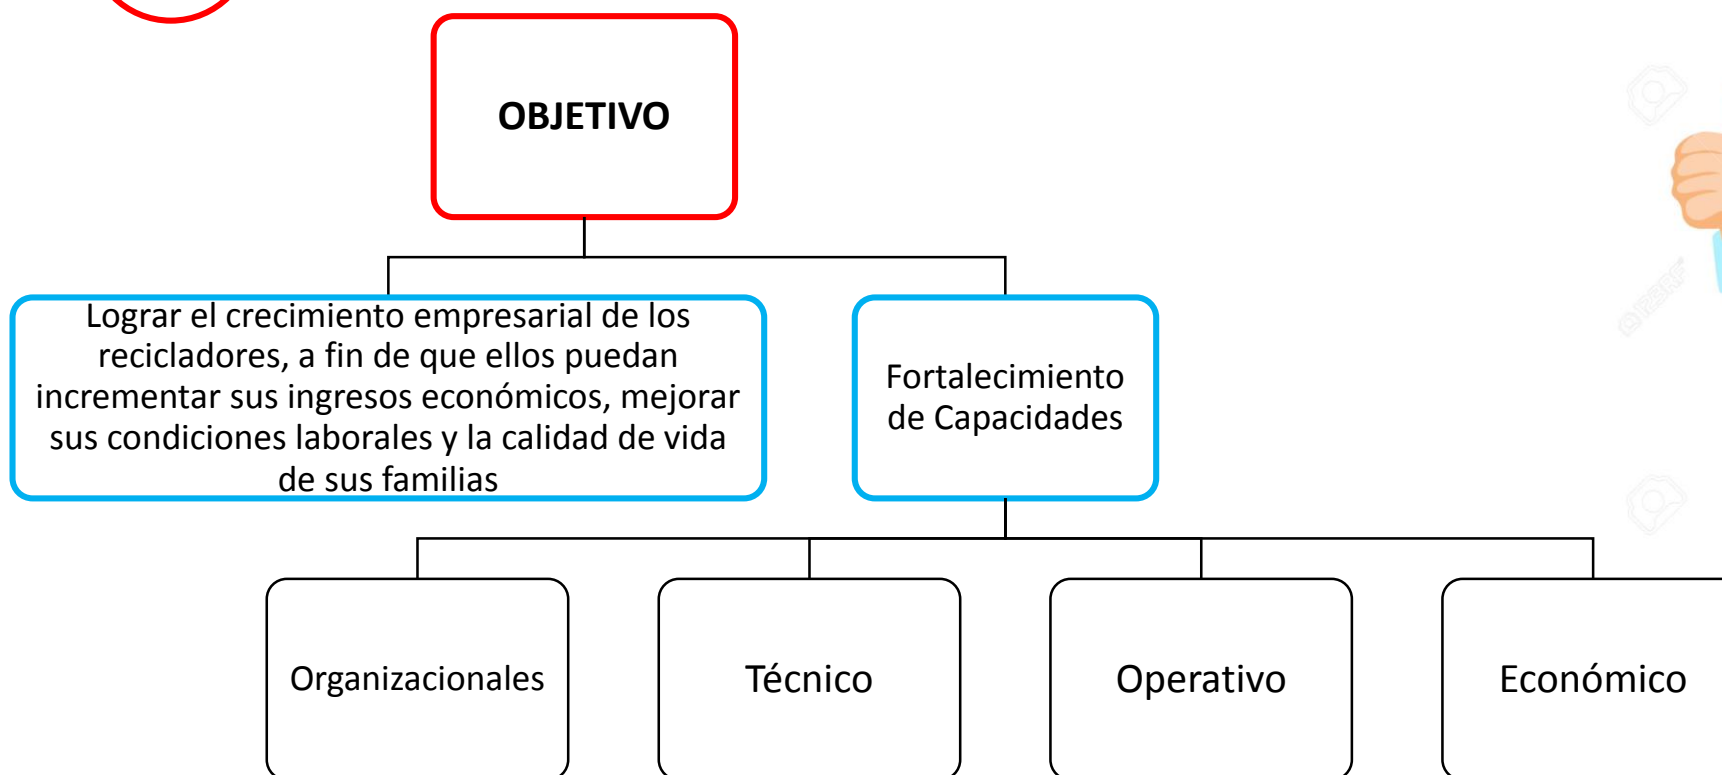 OBJETIVO
Lograr el crecimiento empresarial de los
recicladores, a fin de que ellos puedan
incrementar sus ingresos económicos, mejorar
sus condiciones laborales y la calidad de vida
de sus familias
Fortalecimiento
de Capacidades
Organizacionales
Técnico
Operativo
Económico